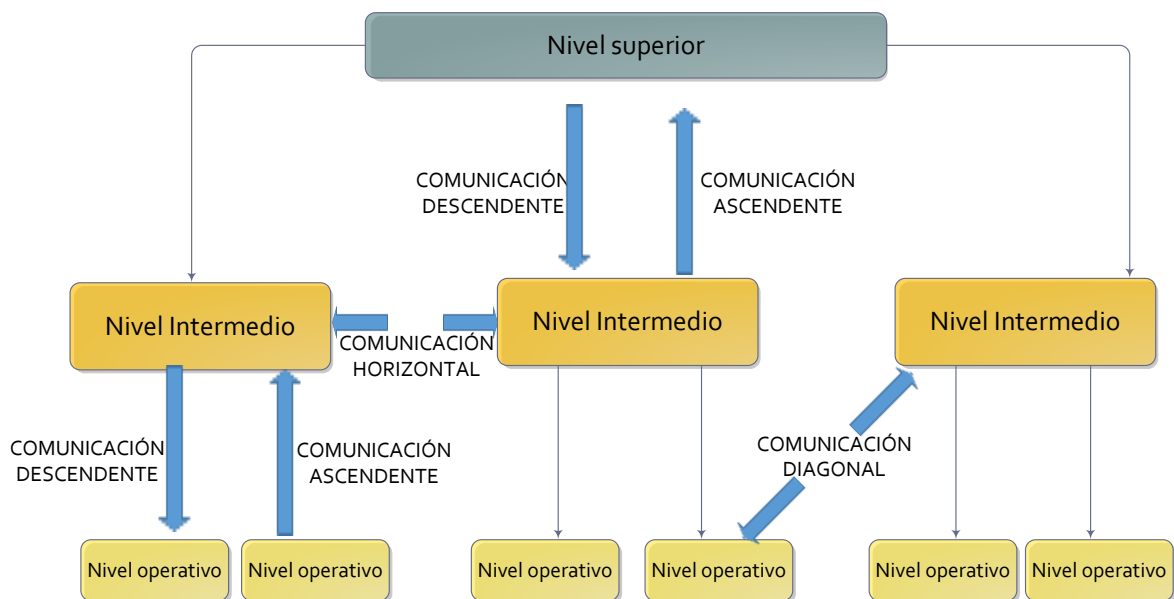 Nivel superior
COMUNICACIÓN
DESCENDENTE
COMUNICACIÓN
ASCENDENTE
Nivel Intermedio
Nivel Intermedio
Nivel Intermedio
COMUNICACIÓN
HORIZONTAL
COMUNICACIÓN
DESCENDENTE
COMUNICACIÓN
ASCENDENTE
COMUNICACIÓN
DIAGONAL
Nivel operativo
Nivel operativo
Nivel operativo
Nivel operativo
Nivel operativo
Nivel operativo